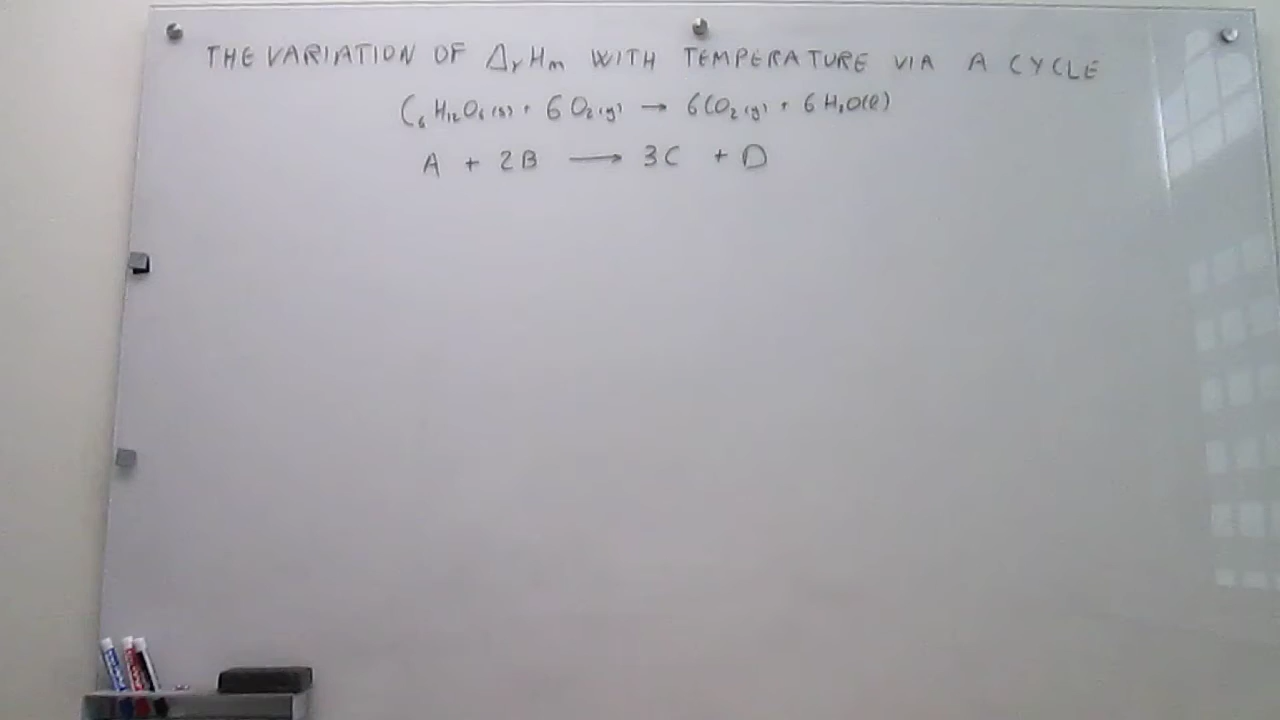 THE VARIATION OF ΔrHm WITH TEMPERATURE VIA A CYCLE
C6H12O6(s) + 6O2(g) → 6CO2(g) + 6H2O(l)
A + 2B → 3C + D